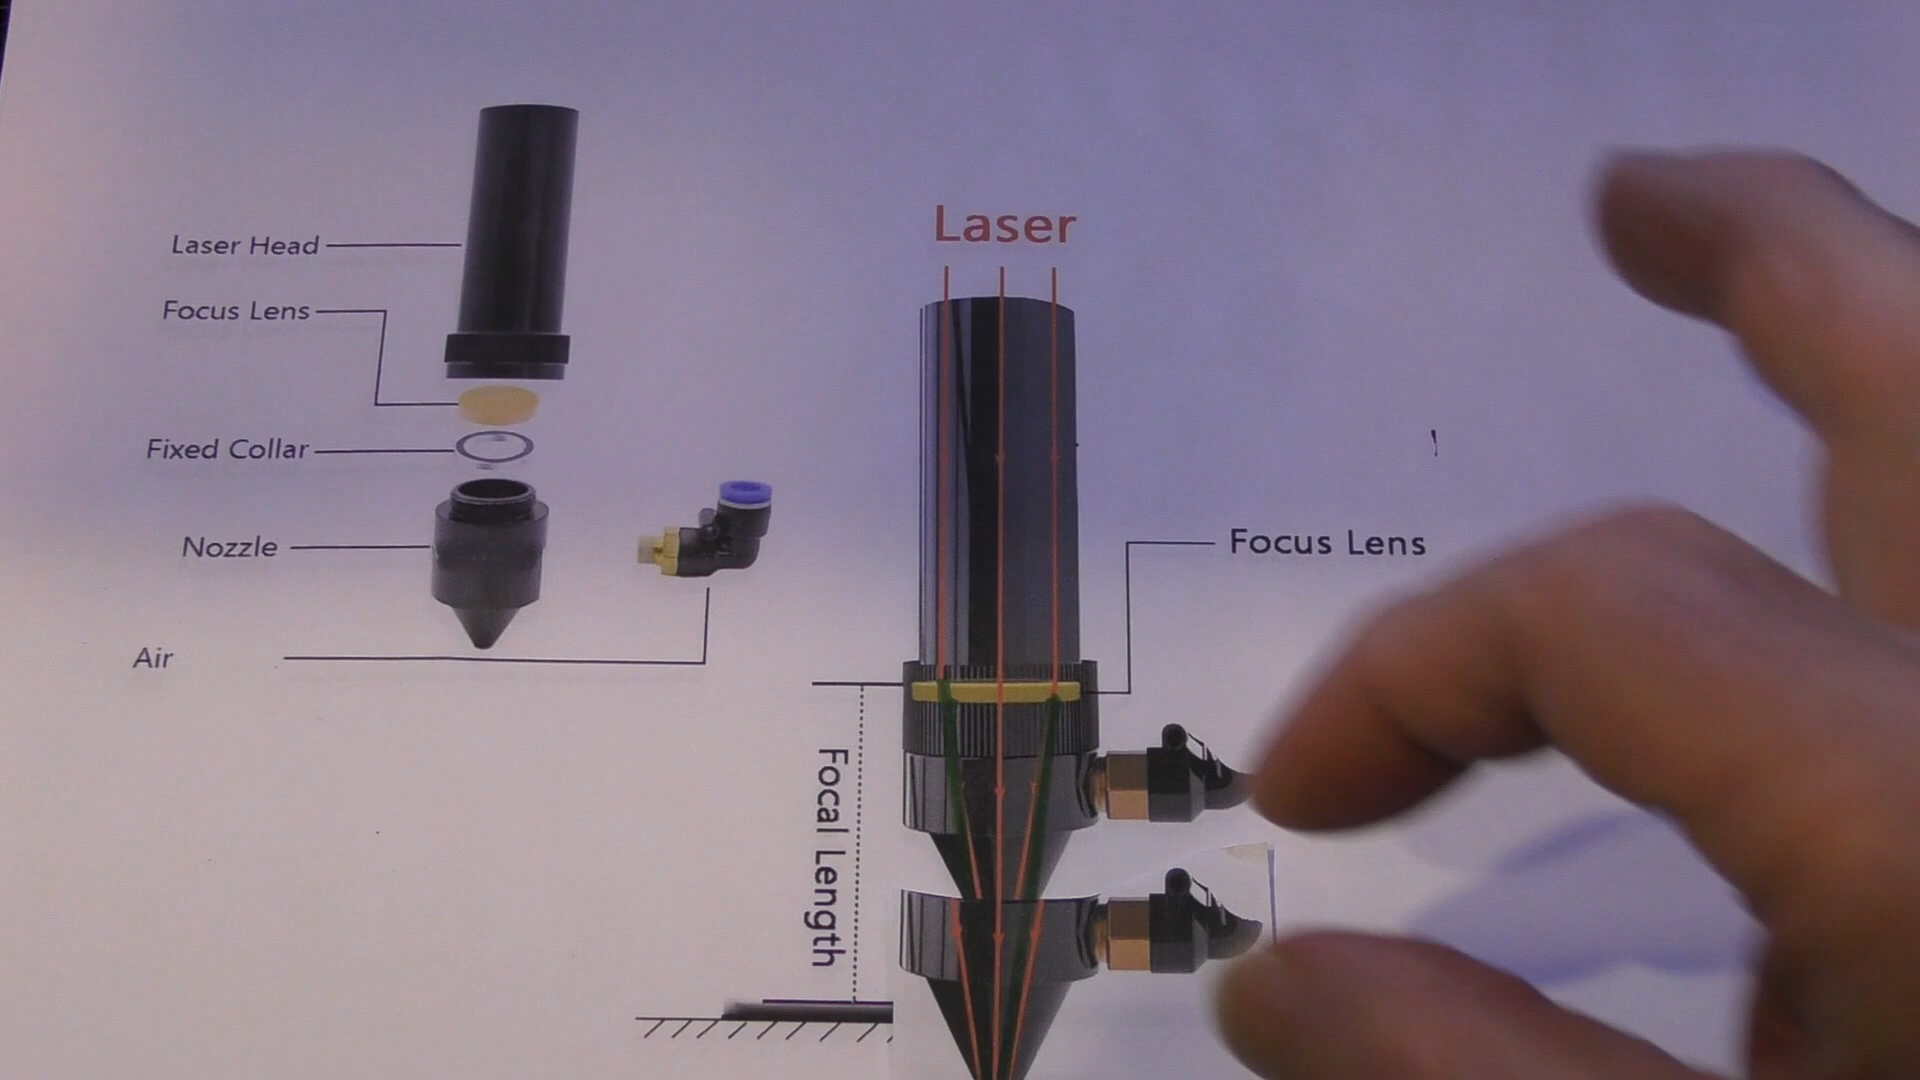 Laser Head
Focus Lens
Fixed Collar
Nozzle
Air
Laser
Focus Lens
Focal Length